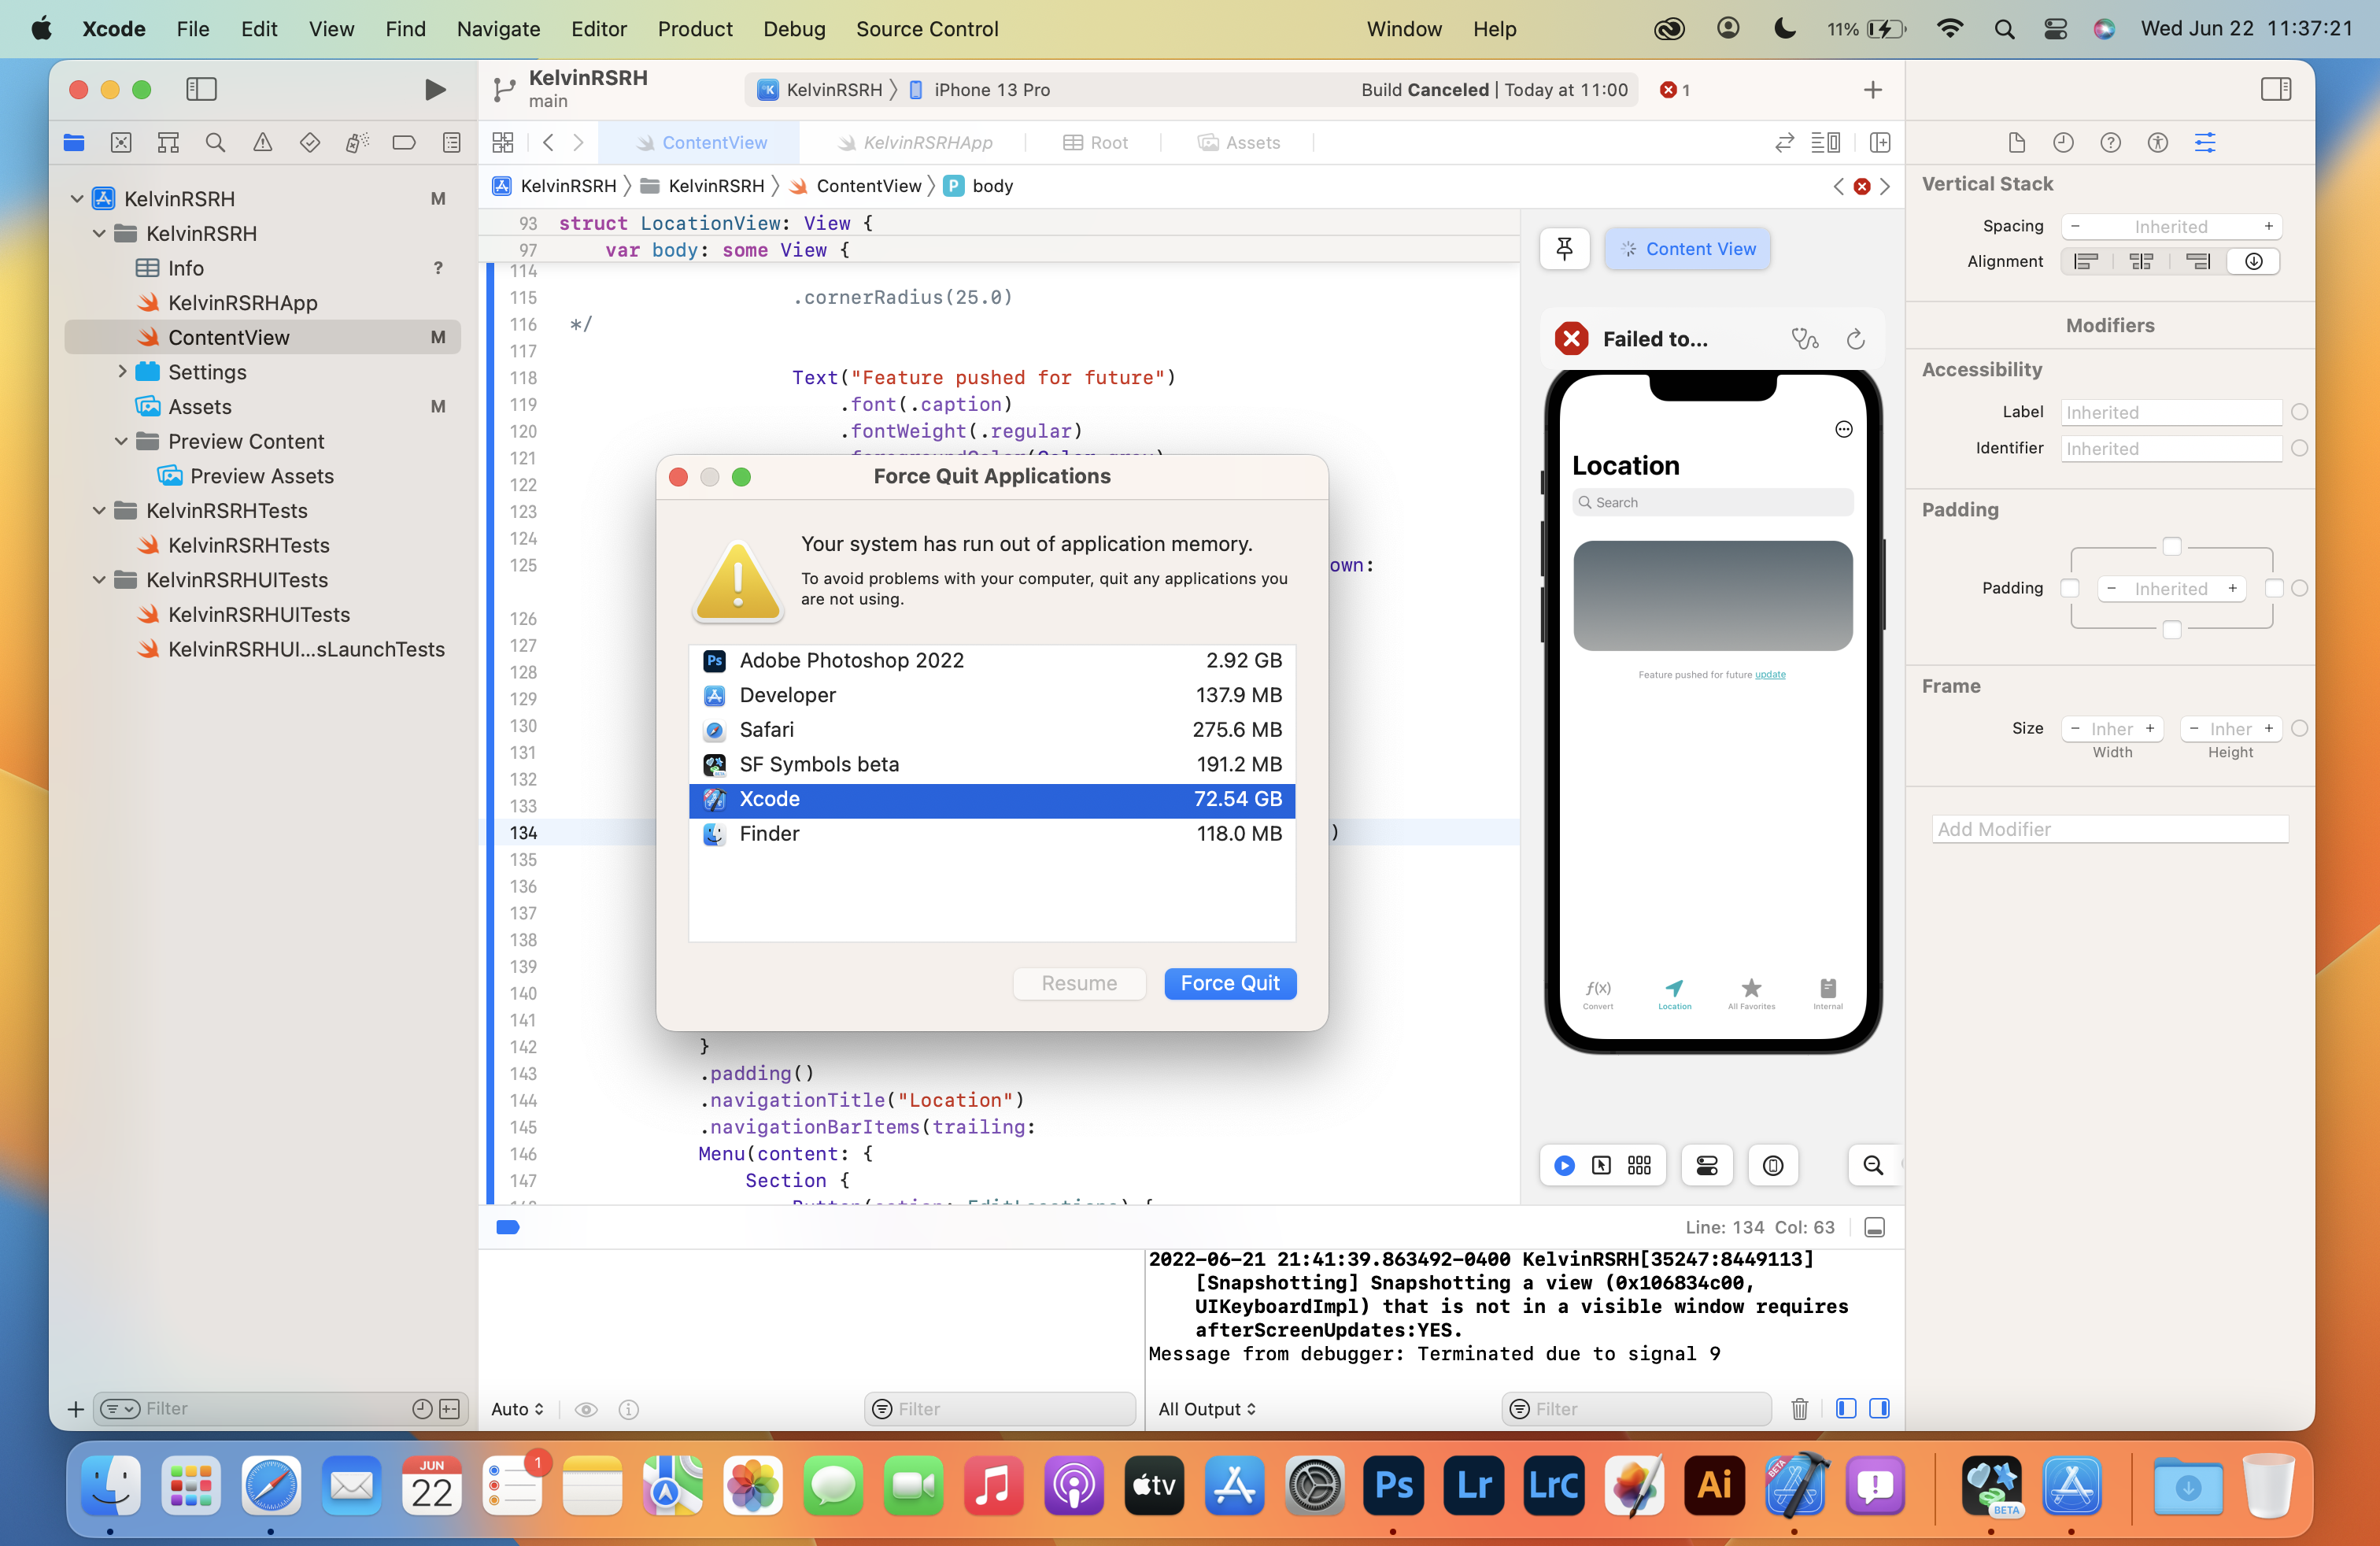 Xcode File Edit View Find Navigate Editor Product Debug Source Control Window Help 11% Wed Jun 22 11:37:21
KelvinRSRH
main
KelvinRSRH iPhone 13 Pro
Build Canceled | Today at 11:00 1
ContentView KelvinRSRHApp Root Assets
KelvinRSRH KelvinRSRH ContentView P body
KelvinRSRH M
KelvinRSRH
Info ?
KelvinRSRHApp
ContentView M
Settings
Assets M
Preview Content
Preview Assets
KelvinRSRHTests
KelvinRSRHTests
KelvinRSRHUITests
KelvinRSRHUITests
KelvinRSRHUI...sLaunchTests
Filter
93 struct LocationView: View {
97 var body: some View {
114
115 .cornerRadius(25.0)
116 */
117
118 Text("Feature pushed for future")
119 .font(.caption)
120 .fontWeight(.regular)
121 .foregroundColor(Color.gray)
122
123
124
125 own:
126
127
128
129
130
131
132
133
134 )
135
136
137
138
139
140
141
142 }
143 .padding()
144 .navigationTitle("Location")
145 .navigationBarItems(trailing:
146 Menu(content: {
147 Section {
148 Button(action: EditLocations) {
Force Quit Applications
Your system has run out of application memory.
To avoid problems with your computer, quit any applications you
are not using.
Ps Adobe Photoshop 2022 2.92 GB
Developer 137.9 MB
Safari 275.6 MB
SF Symbols beta 191.2 MB
Xcode 72.54 GB
Finder 118.0 MB
Resume Force Quit
Content View
Failed to...
Location
Search
Feature pushed for future update
f(x)
Convert Location All Favorites Internal
Line: 134 Col: 63
2022-06-21 21:41:39.863492-0400 KelvinRSRH[35247:8449113]
[Snapshotting] Snapshotting a view (0x106834c00,
UIKeyboardImpl) that is not in a visible window requires
afterScreenUpdates:YES.
Message from debugger: Terminated due to signal 9
Auto Filter
All Output Filter
Vertical Stack
Spacing - Inherited +
Alignment
Modifiers
Accessibility
Label Inherited
Identifier Inherited
Padding
Padding - Inherited +
Frame
Size - Inher + - Inher +
Width Height
Add Modifier
JUN
22
1
tv
Ps
Lr
LrC
Ai
BETA
BETA